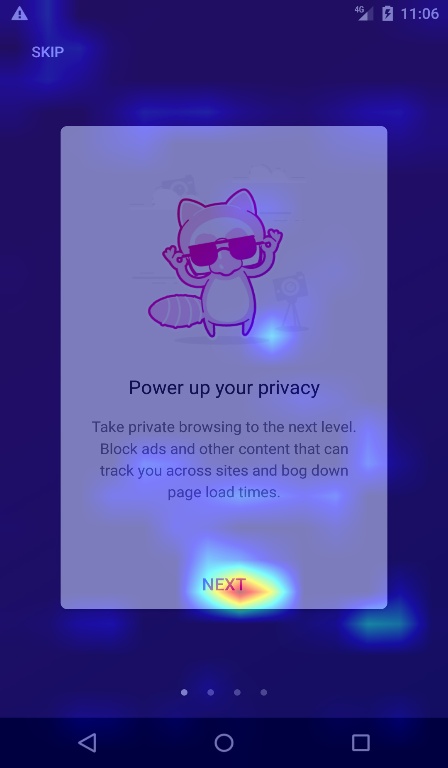 4G 11:06
SKIP
Power up your privacy
Take private browsing to the next level.
Block ads and other content that can
track you across sites and bog down
page load times.
NEXT